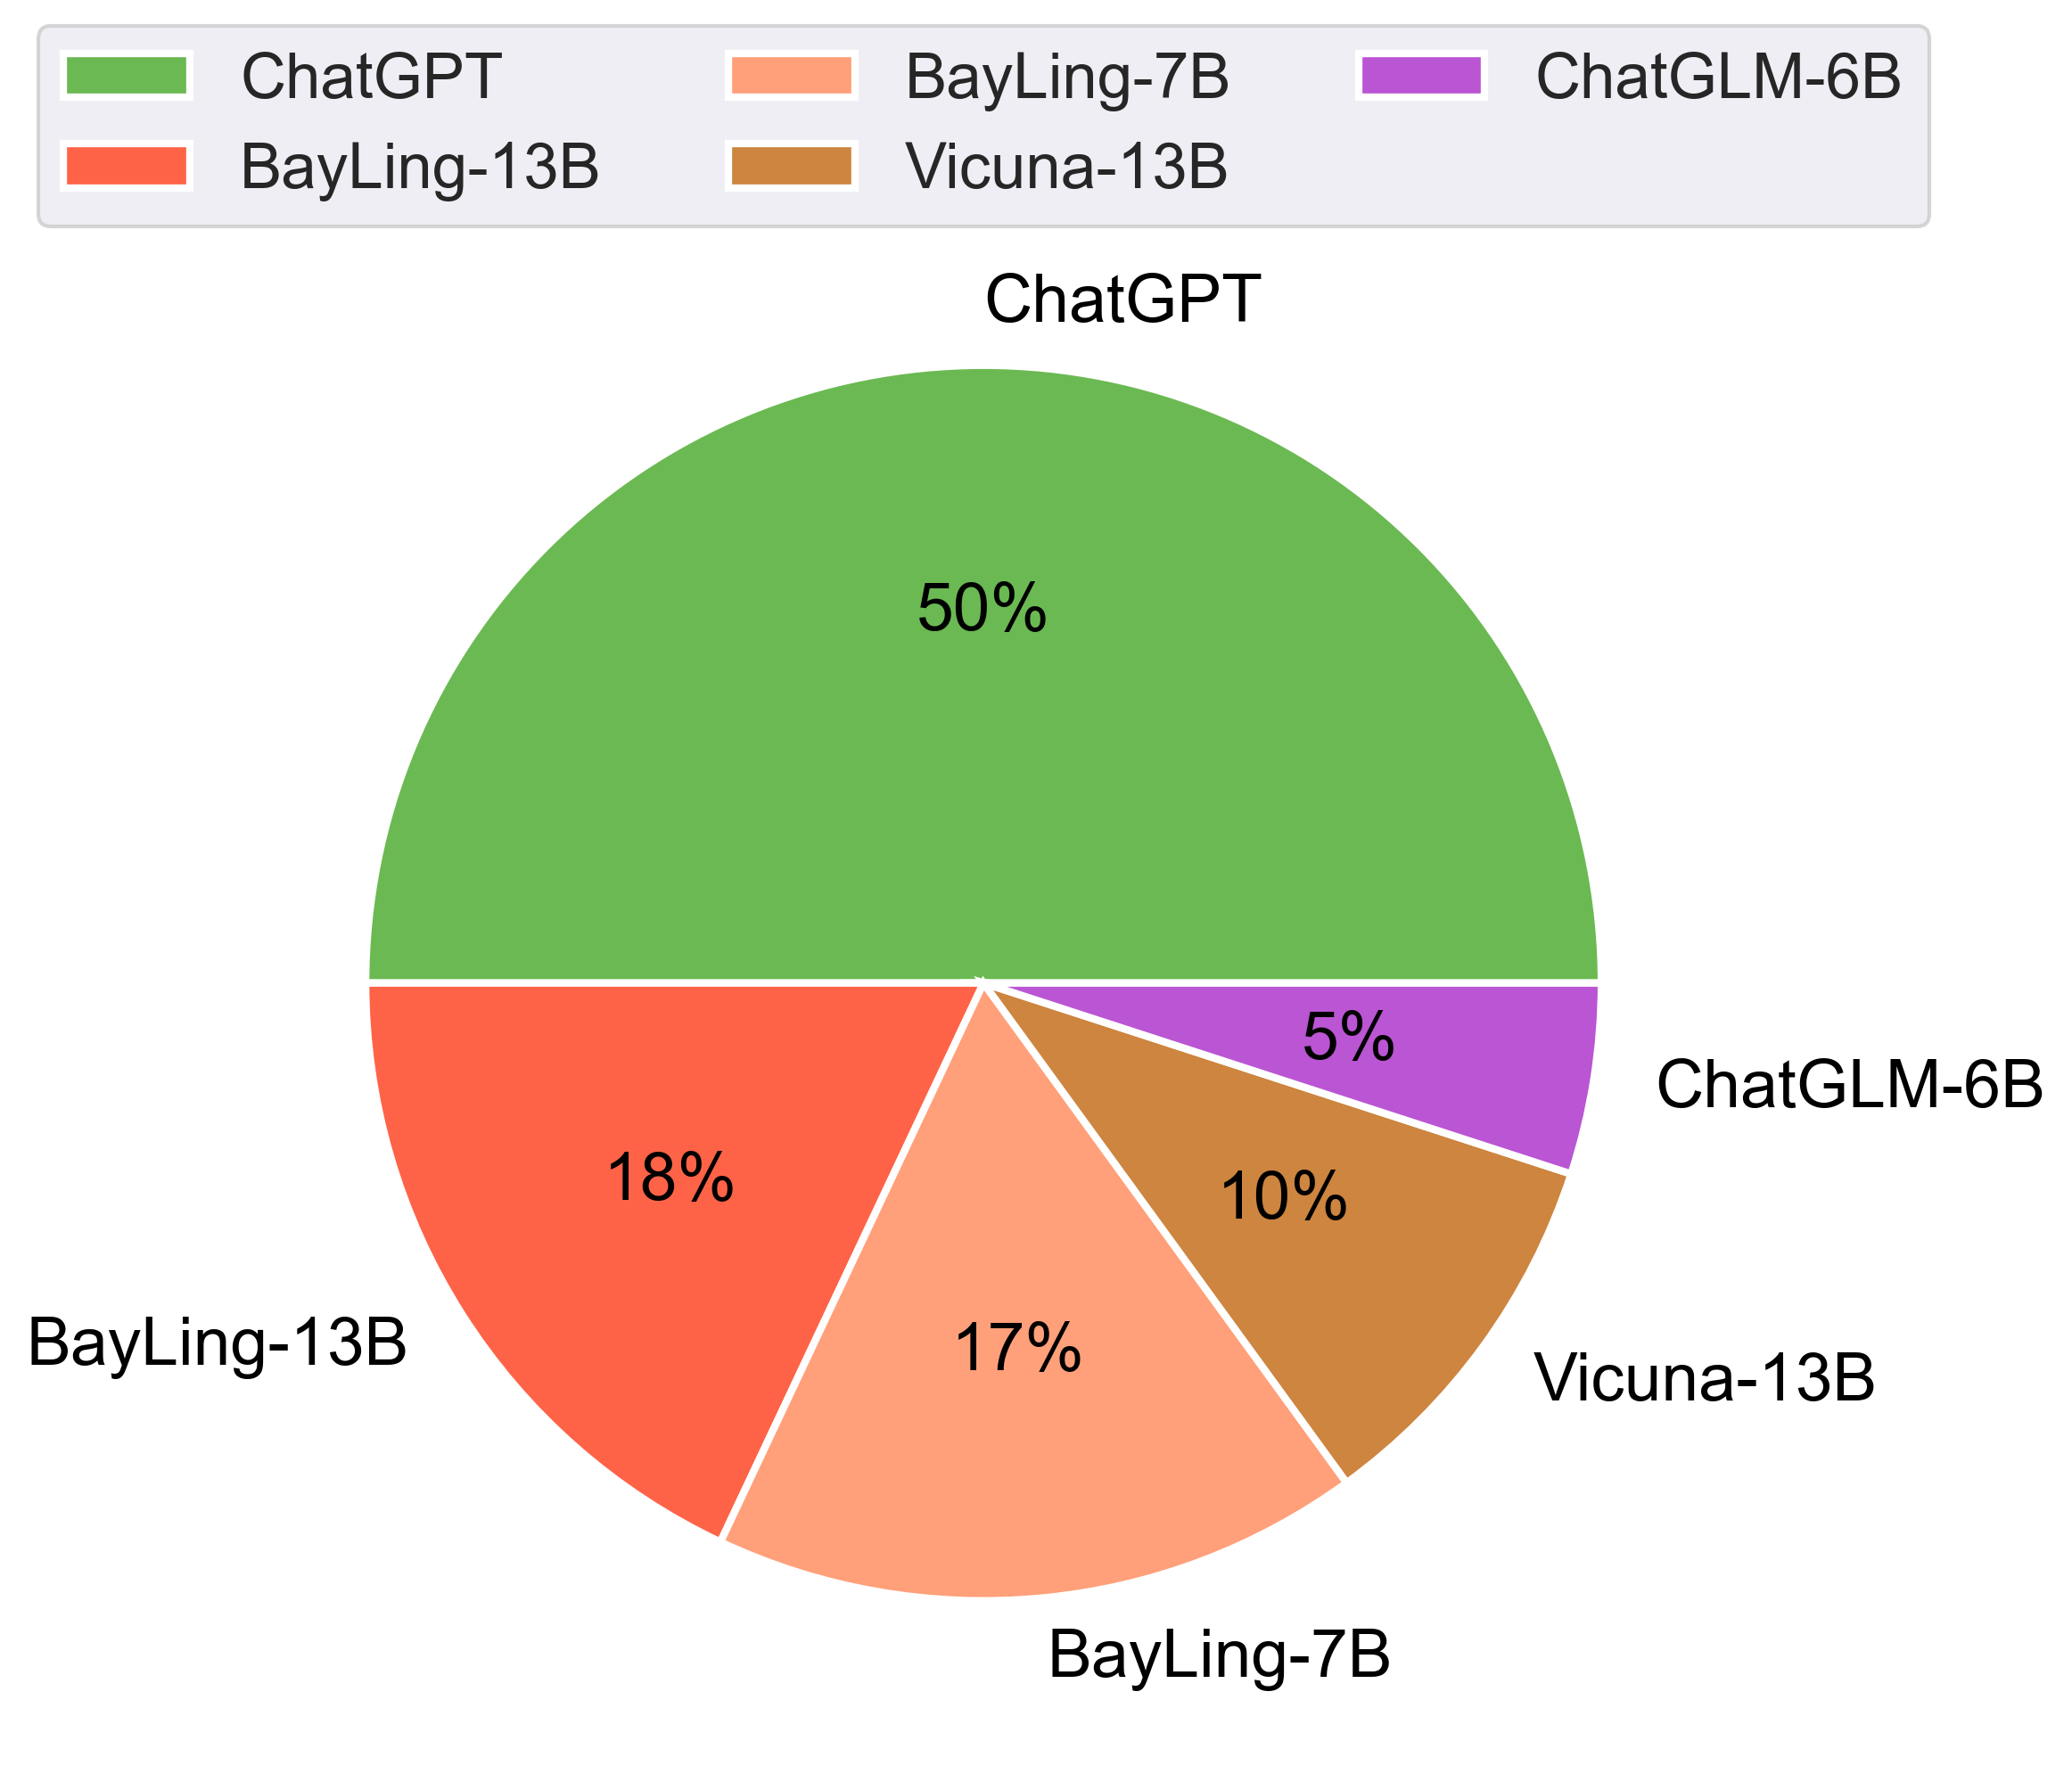 ChatGPT
BayLing-13B
BayLing-7B
Vicuna-13B
ChatGLM-6B
ChatGPT
50%
5%
ChatGLM-6B
18%
10%
BayLing-13B
17%
Vicuna-13B
BayLing-7B